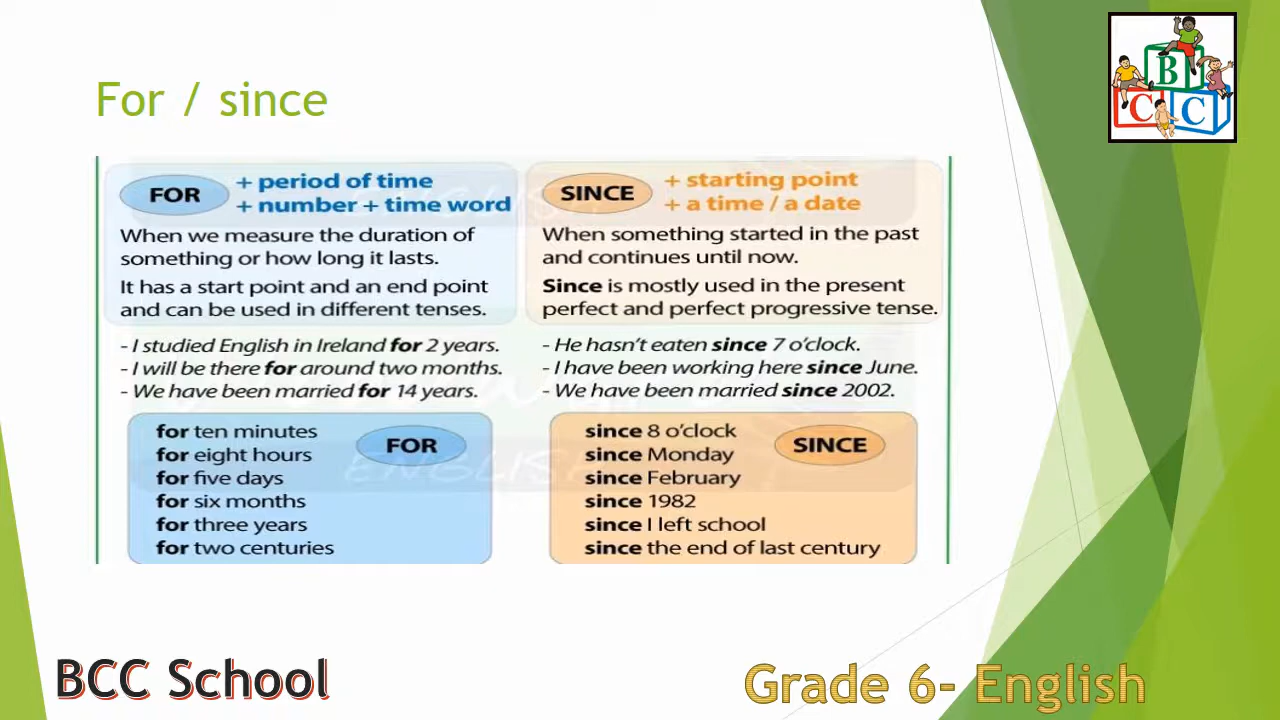 For / since
B
C C
FOR
+ period of time
+ number + time word
When we measure the duration of
something or how long it lasts.
It has a start point and an end point
and can be used in different tenses.
- I studied English in Ireland for 2 years.
- I will be there for around two months.
- We have been married for 14 years.
for ten minutes
for eight hours
for five days
for six months
for three years
for two centuries
FOR
SINCE
+ starting point
+ a time / a date
When something started in the past
and continues until now.
Since is mostly used in the present
perfect and perfect progressive tense.
- He hasn't eaten since 7 o'clock.
- I have been working here since June.
- We have been married since 2002.
since 8 o'clock
since Monday
since February
since 1982
since I left school
since the end of last century
SINCE
ENGLISH
BCC School
Grade 6- English